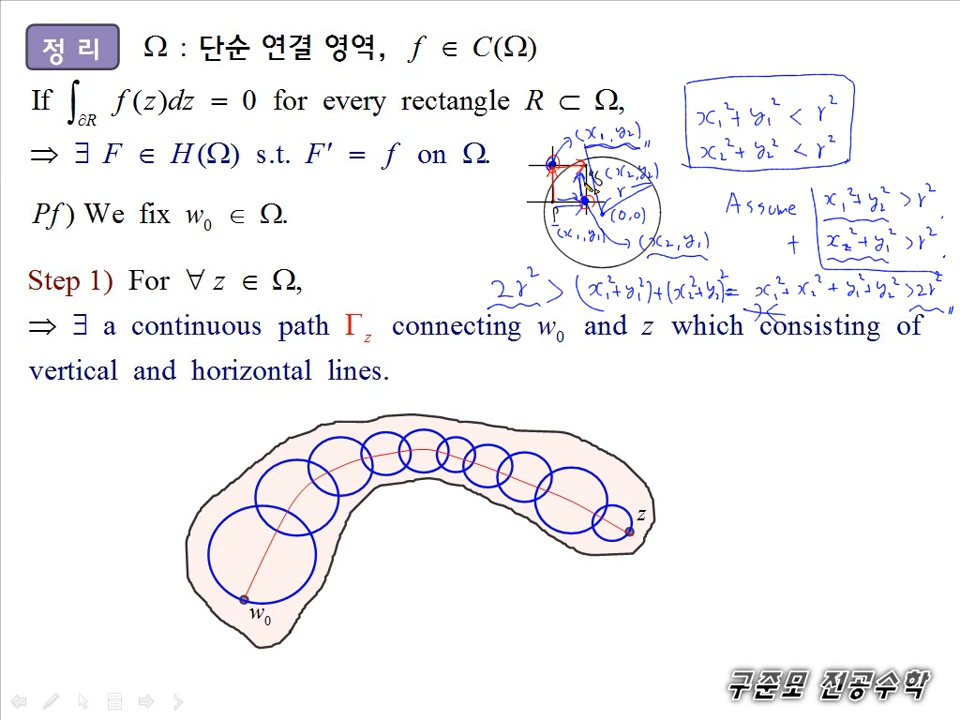 정 리 Ω : 단순 연결 영역, f ∈ C(Ω)
If ∫_{∂R} f(z)dz = 0 for every rectangle R ⊂ Ω,
⇒ ∃ F ∈ H(Ω) s.t. F′ = f on Ω.
Pf) We fix w₀ ∈ Ω.
x₁² + y₁² < r²
x₂² + y₂² < r²
(x₁, y₂)
(x₂, y₂)
r
(0,0)
P
(x₁, y₁)
(x₂, y₁)
Assume x₁² + y₂² > r²
+ x₂² + y₁² > r²
2r² > (x₁² + y₁²) + (x₂² + y₂²) = x₁² + x₂² + y₁² + y₂² > 2r²
Step 1) For ∀ z ∈ Ω,
⇒ ∃ a continuous path Γ_z connecting w₀ and z which consisting of
vertical and horizontal lines.
z
w₀
구준모 전공수학